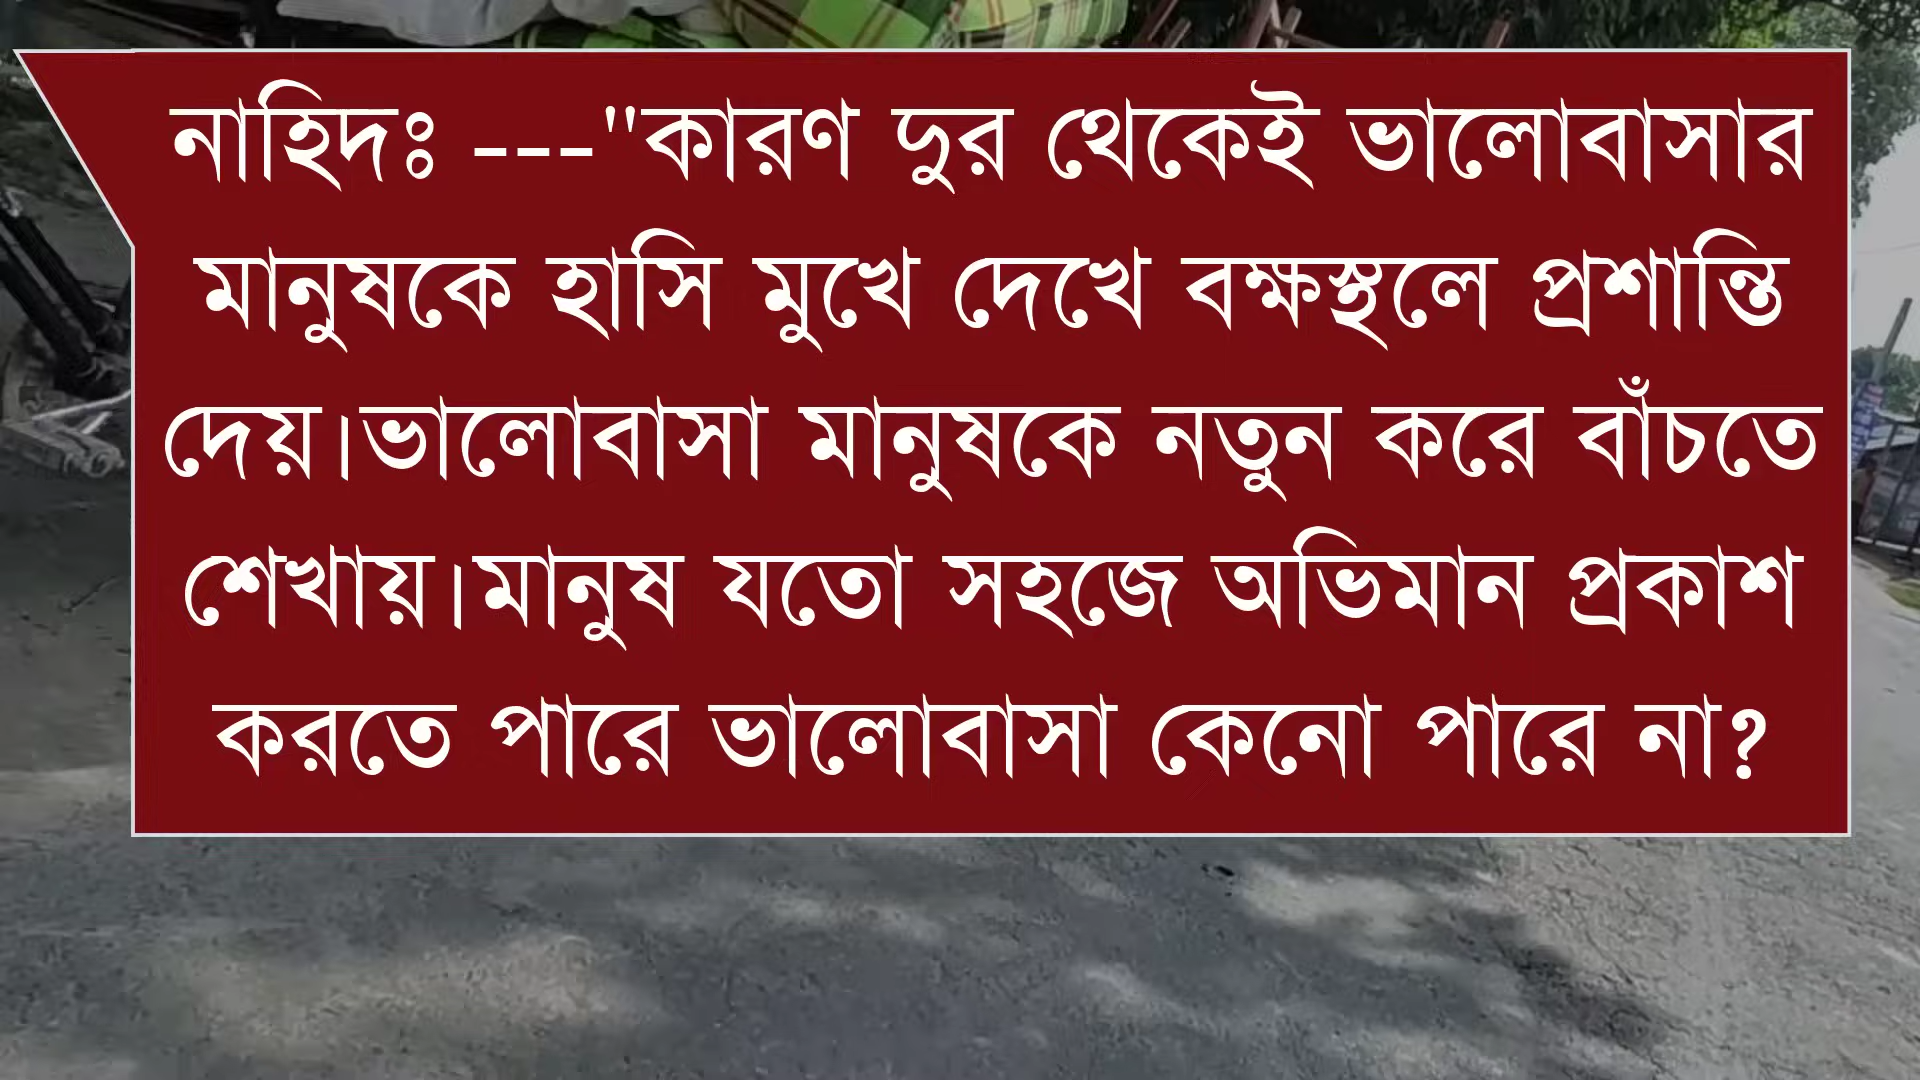 নাহিদঃ ---"কারণ দুর থেকেই ভালোবাসার
মানুষকে হাসি মুখে দেখে বক্ষস্থলে প্রশান্তি
দেয়।ভালোবাসা মানুষকে নতুন করে বাঁচতে
শেখায়।মানুষ যতো সহজে অভিমান প্রকাশ
করতে পারে ভালোবাসা কেনো পারে না?